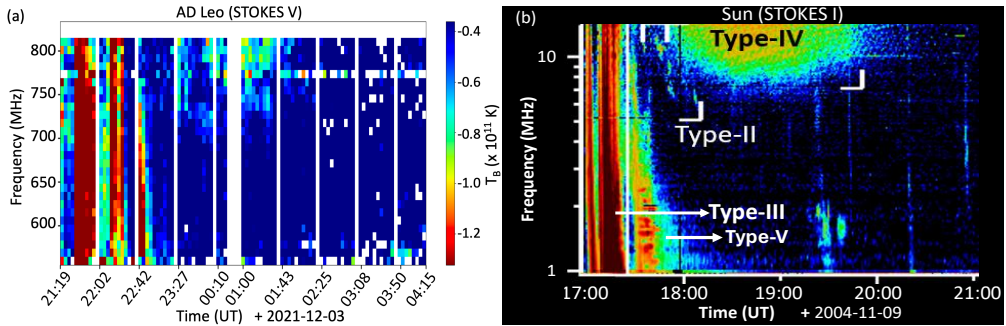 (a)
AD Leo (STOKES V)
800
750
700
650
600
Frequency (MHz)
21:19
22:02
22:42
23:27
00:10
01:00
01:43
02:25
03:08
03:50
04:15
Time (UT) + 2021-12-03
-0.4
-0.6
-0.8
-1.0
-1.2
T_B (x 10^11 K)
(b)
Sun (STOKES I)
Type-IV
Type-II
Type-III
Type-V
10
1
Frequency (MHz)
17:00
18:00
19:00
20:00
21:00
Time (UT) + 2004-11-09